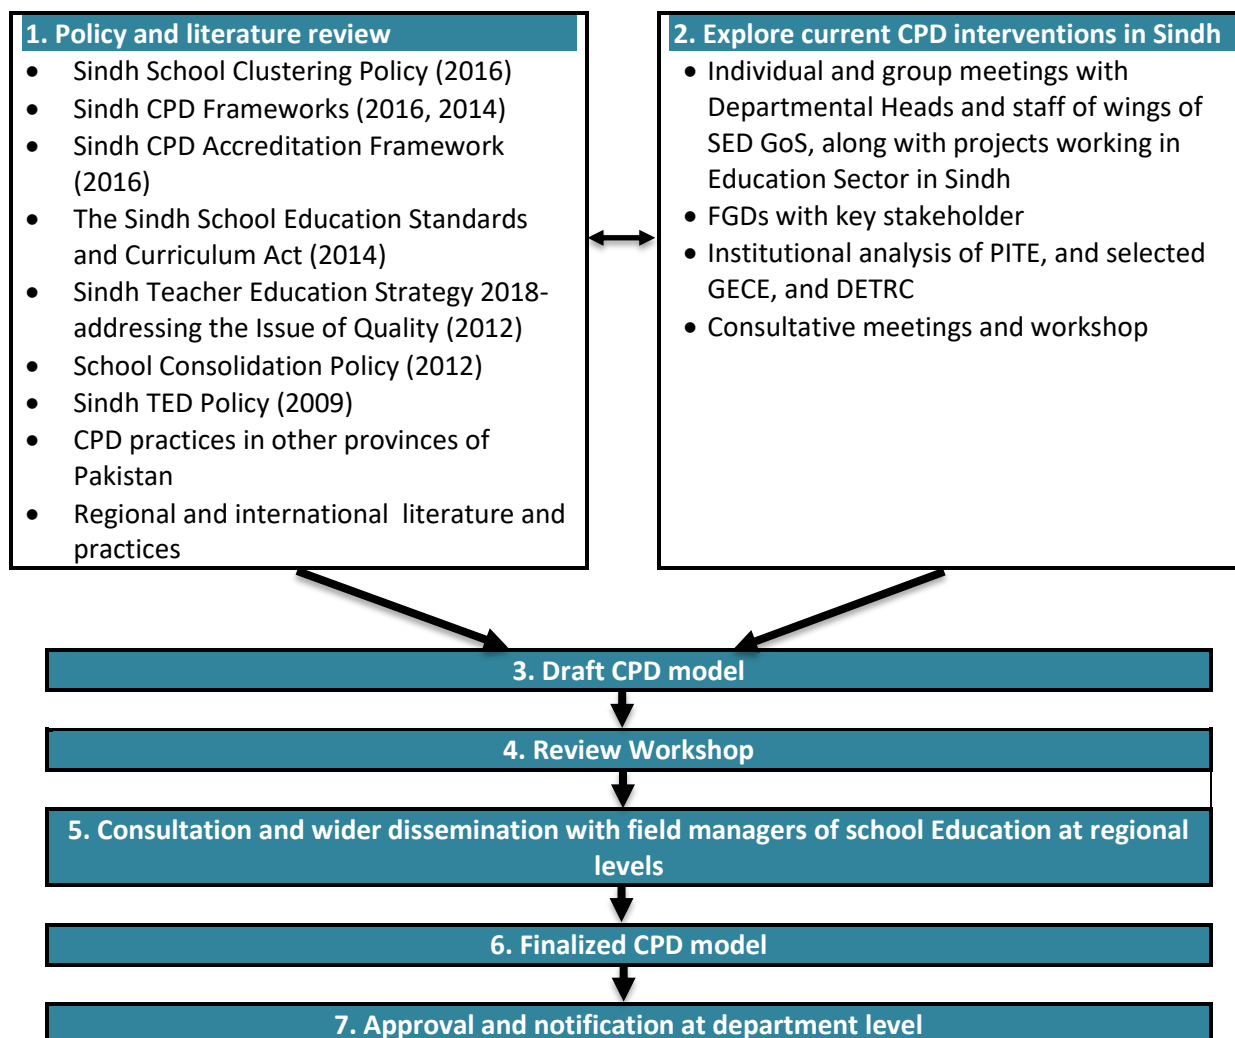 1. Policy and literature review
• Sindh School Clustering Policy (2016)
• Sindh CPD Frameworks (2016, 2014)
• Sindh CPD Accreditation Framework
(2016)
• The Sindh School Education Standards
and Curriculum Act (2014)
• Sindh Teacher Education Strategy 2018-
addressing the Issue of Quality (2012)
• School Consolidation Policy (2012)
• Sindh TED Policy (2009)
• CPD practices in other provinces of
Pakistan
• Regional and international literature and
practices
2. Explore current CPD interventions in Sindh
• Individual and group meetings with
Departmental Heads and staff of wings of
SED GoS, along with projects working in
Education Sector in Sindh
• FGDs with key stakeholder
• Institutional analysis of PITE, and selected
GECE, and DETRC
• Consultative meetings and workshop
3. Draft CPD model
4. Review Workshop
5. Consultation and wider dissemination with field managers of school Education at regional
levels
6. Finalized CPD model
7. Approval and notification at department level